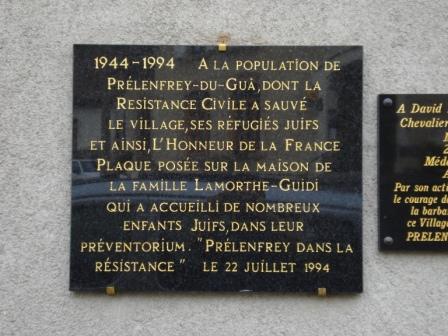 1944-1994 A LA POPULATION DE
PRÉLENFREY-DU-GUÂ, DONT LA
RESISTANCE CIVILE A SAUVÉ
LE VILLAGE, SES RÉFUGIÉS JUIFS
ET AINSI, L'HONNEUR DE LA FRANCE
PLAQUE POSÉE SUR LA MAISON DE
LA FAMILLE LAMORTHE-GUIDI
QUI A ACCUEILLI DE NOMBREUX
ENFANTS JUIFS, DANS LEUR
PRÉVENTORIUM. "PRÉLENFREY DANS LA
RÉSISTANCE" LE 22 JUILLET 1994
A David
Chevalier
Méda
Par son acti
le courage de
la barba
ce Village
PRELEN